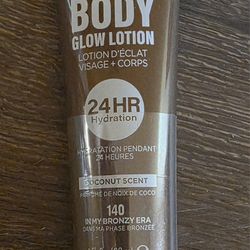 BODY
GLOW LOTION
LOTION D'ÉCLAT
VISAGE + CORPS
24HR
Hydration
HYDRATATION PENDANT
24 HEURES
COCONUT SCENT
PARFUM DE NOIX DE COCO
140
IN MY BRONZY ERA
DANS MA PHASE BRONZÉE